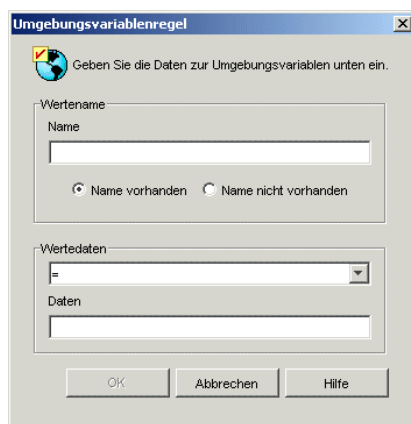 Umgebungsvariablenregel
Geben Sie die Daten zur Umgebungsvariablen unten ein.
Wertename
Name
Name vorhanden Name nicht vorhanden
Wertedaten
=
Daten
OK Abbrechen Hilfe